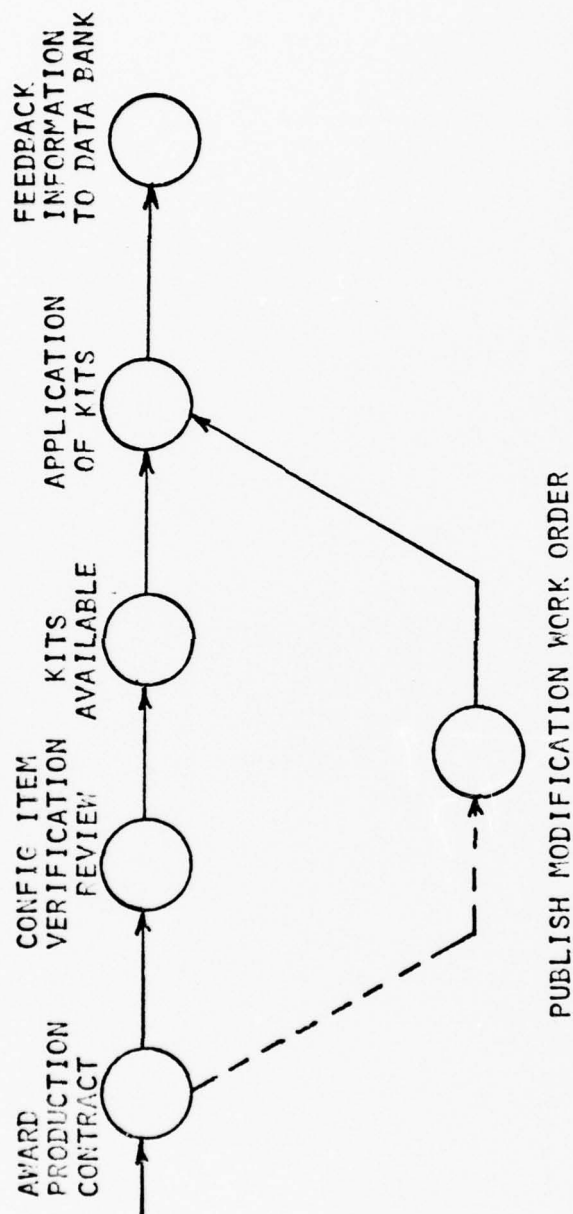 AWARD
PRODUCTION
CONTRACT
CONFIG ITEM
VERIFICATION
REVIEW
KITS
AVAILABLE
APPLICATION
OF KITS
FEEDBACK
INFORMATION
TO DATA BANK
PUBLISH MODIFICATION WORK ORDER